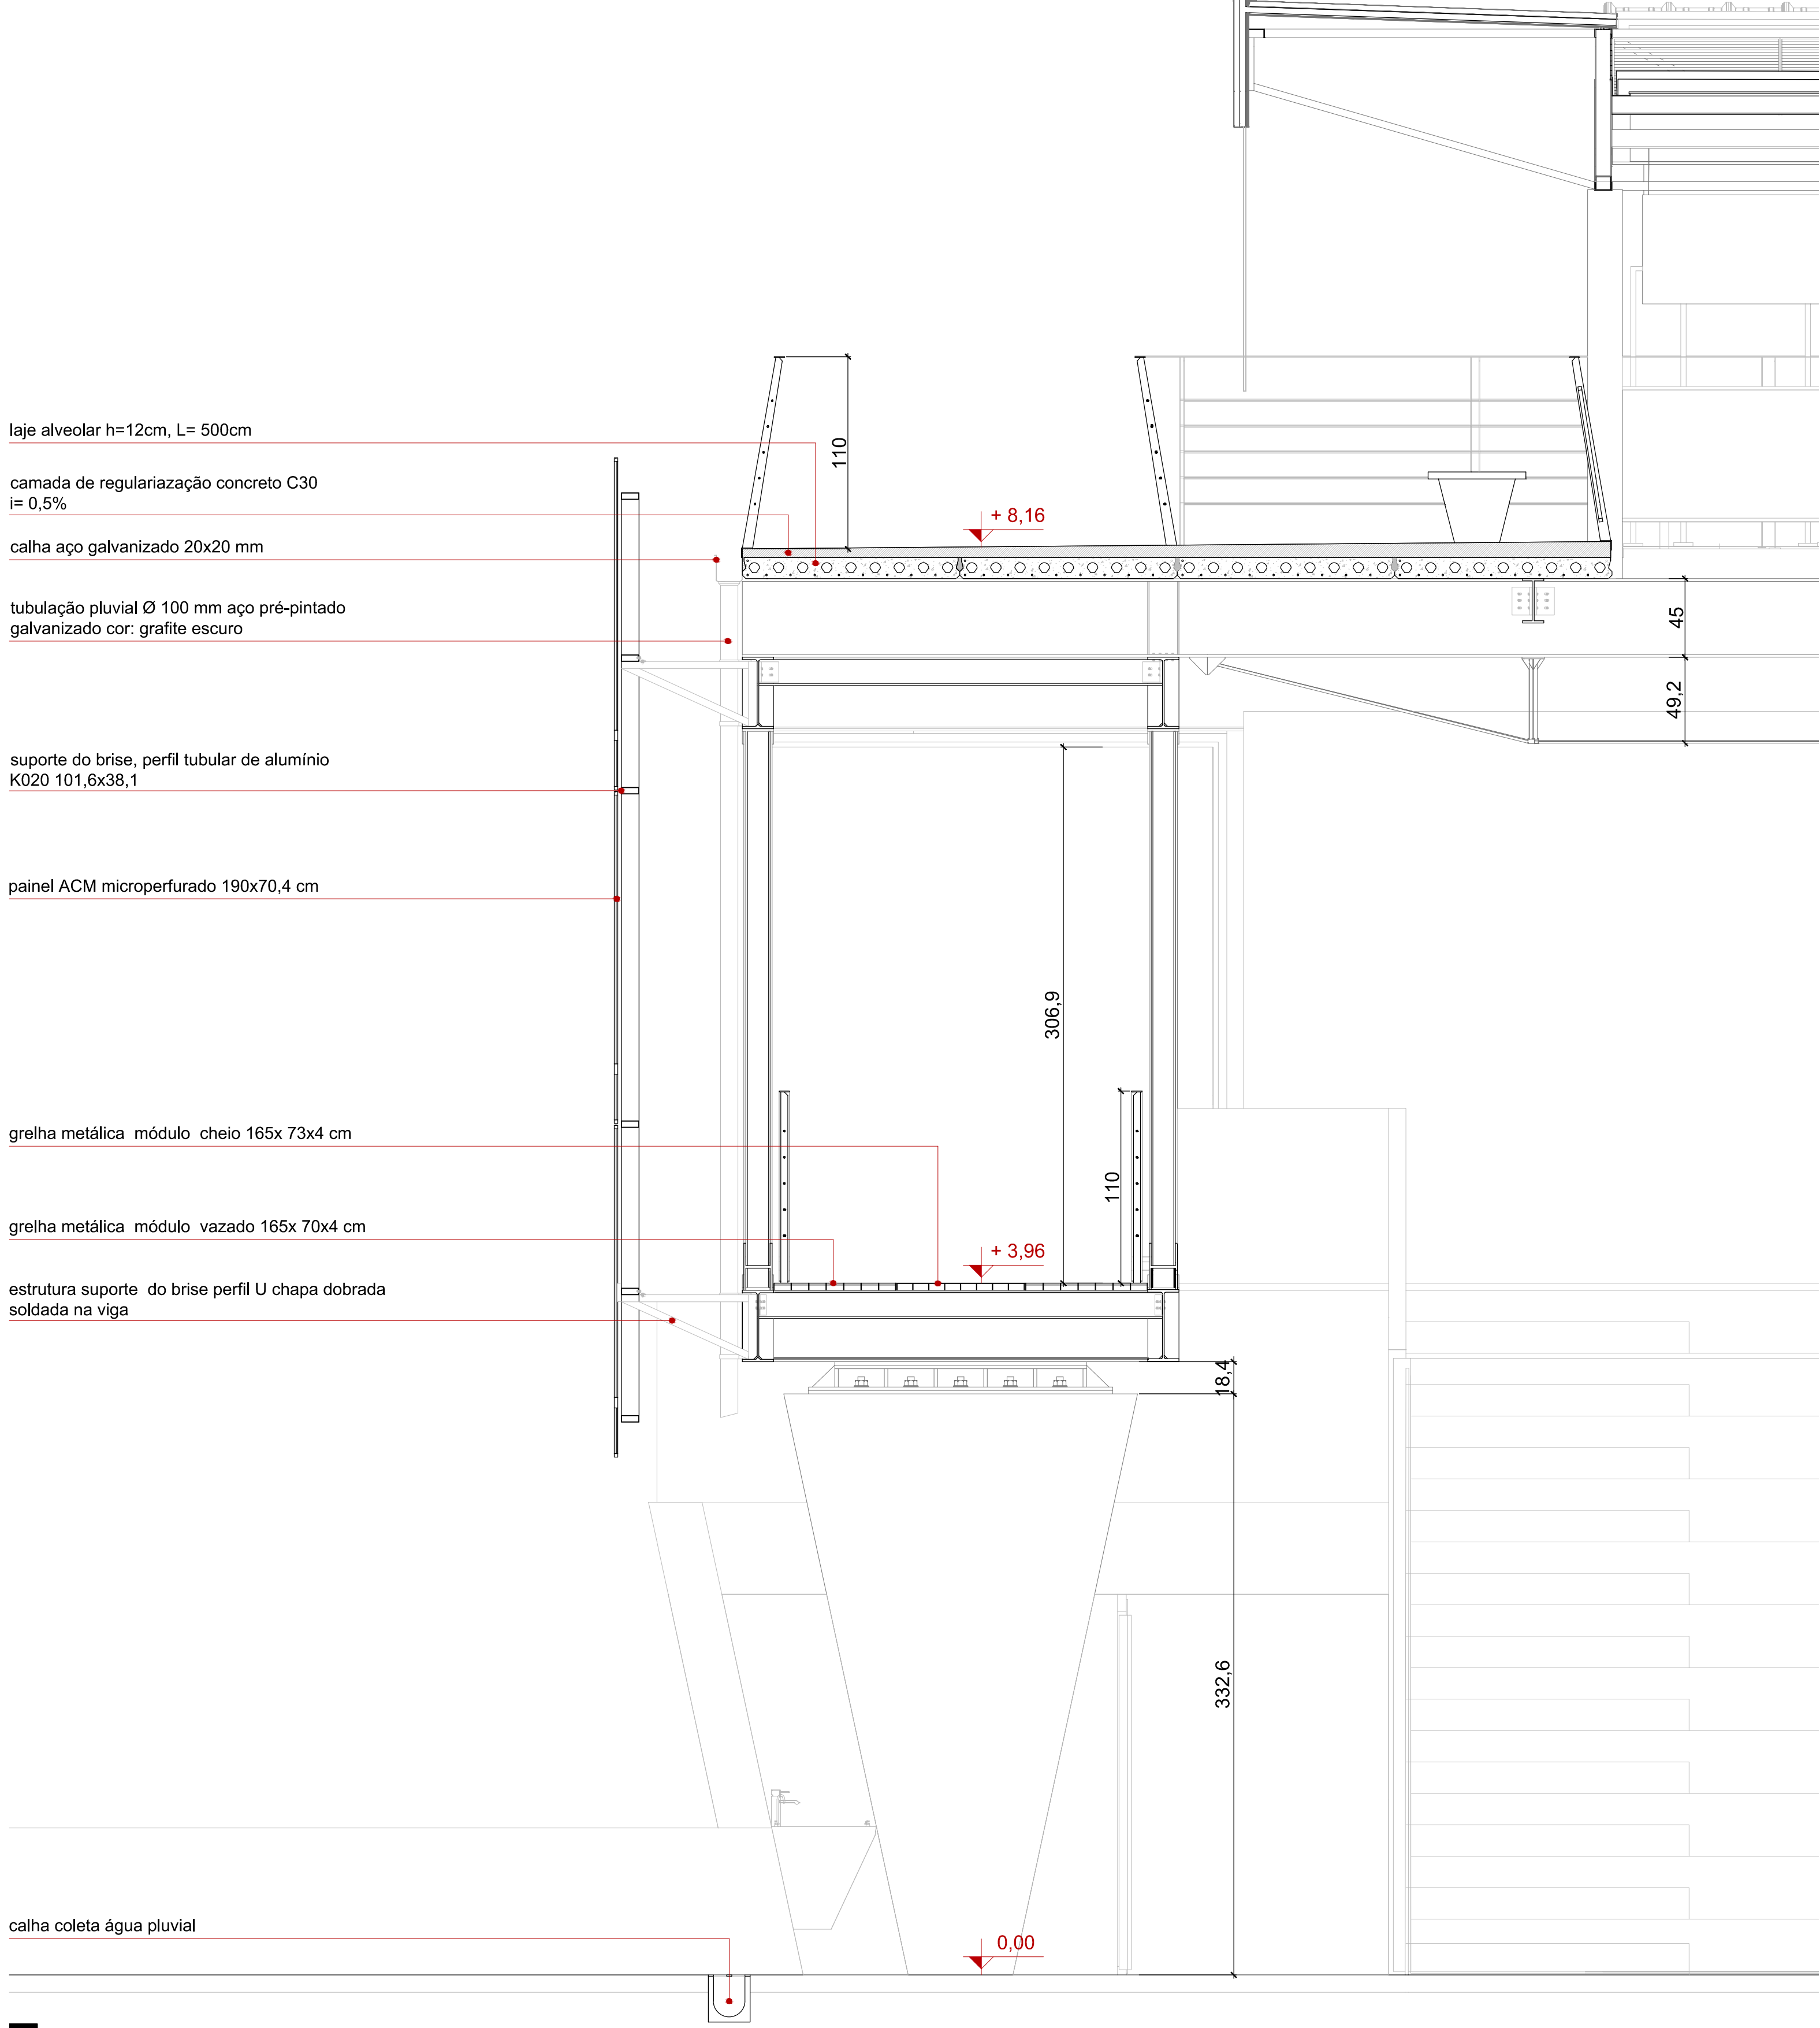 laje alveolar h=12cm, L= 500cm
camada de regulariazação concreto C30
i= 0,5%
calha aço galvanizado 20x20 mm
tubulação pluvial Ø 100 mm aço pré-pintado
galvanizado cor: grafite escuro
suporte do brise, perfil tubular de alumínio
K020 101,6x38,1
painel ACM microperfurado 190x70,4 cm
grelha metálica módulo cheio 165x 73x4 cm
grelha metálica módulo vazado 165x 70x4 cm
estrutura suporte do brise perfil U chapa dobrada
soldada na viga
calha coleta água pluvial
110
+ 8,16
45
49,2
306,9
110
+ 3,96
18,4
332,6
0,00